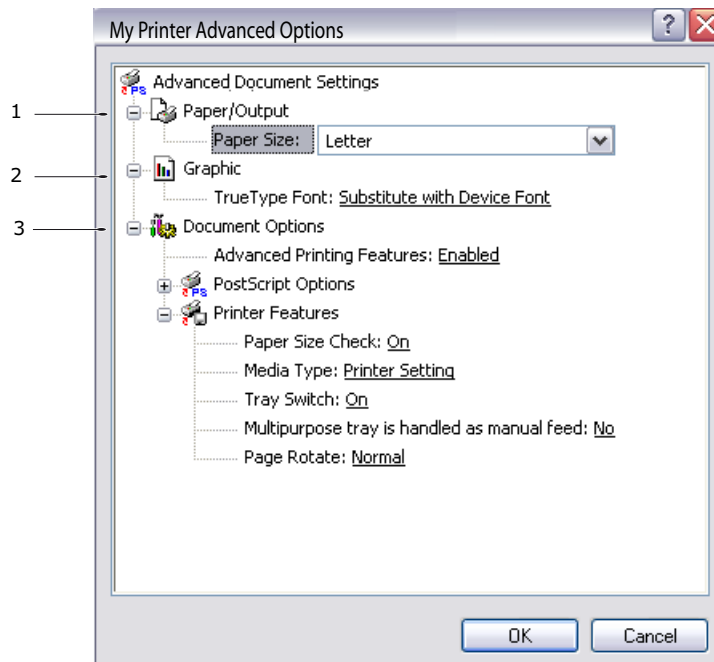 My Printer Advanced Options
?
Advanced Document Settings
PS
1
Paper/Output
Paper Size: Letter
2
Graphic
TrueType Font: Substitute with Device Font
3
Document Options
Advanced Printing Features: Enabled
PS
PostScript Options
Printer Features
Paper Size Check: On
Media Type: Printer Setting
Tray Switch: On
Multipurpose tray is handled as manual feed: No
Page Rotate: Normal
OK Cancel